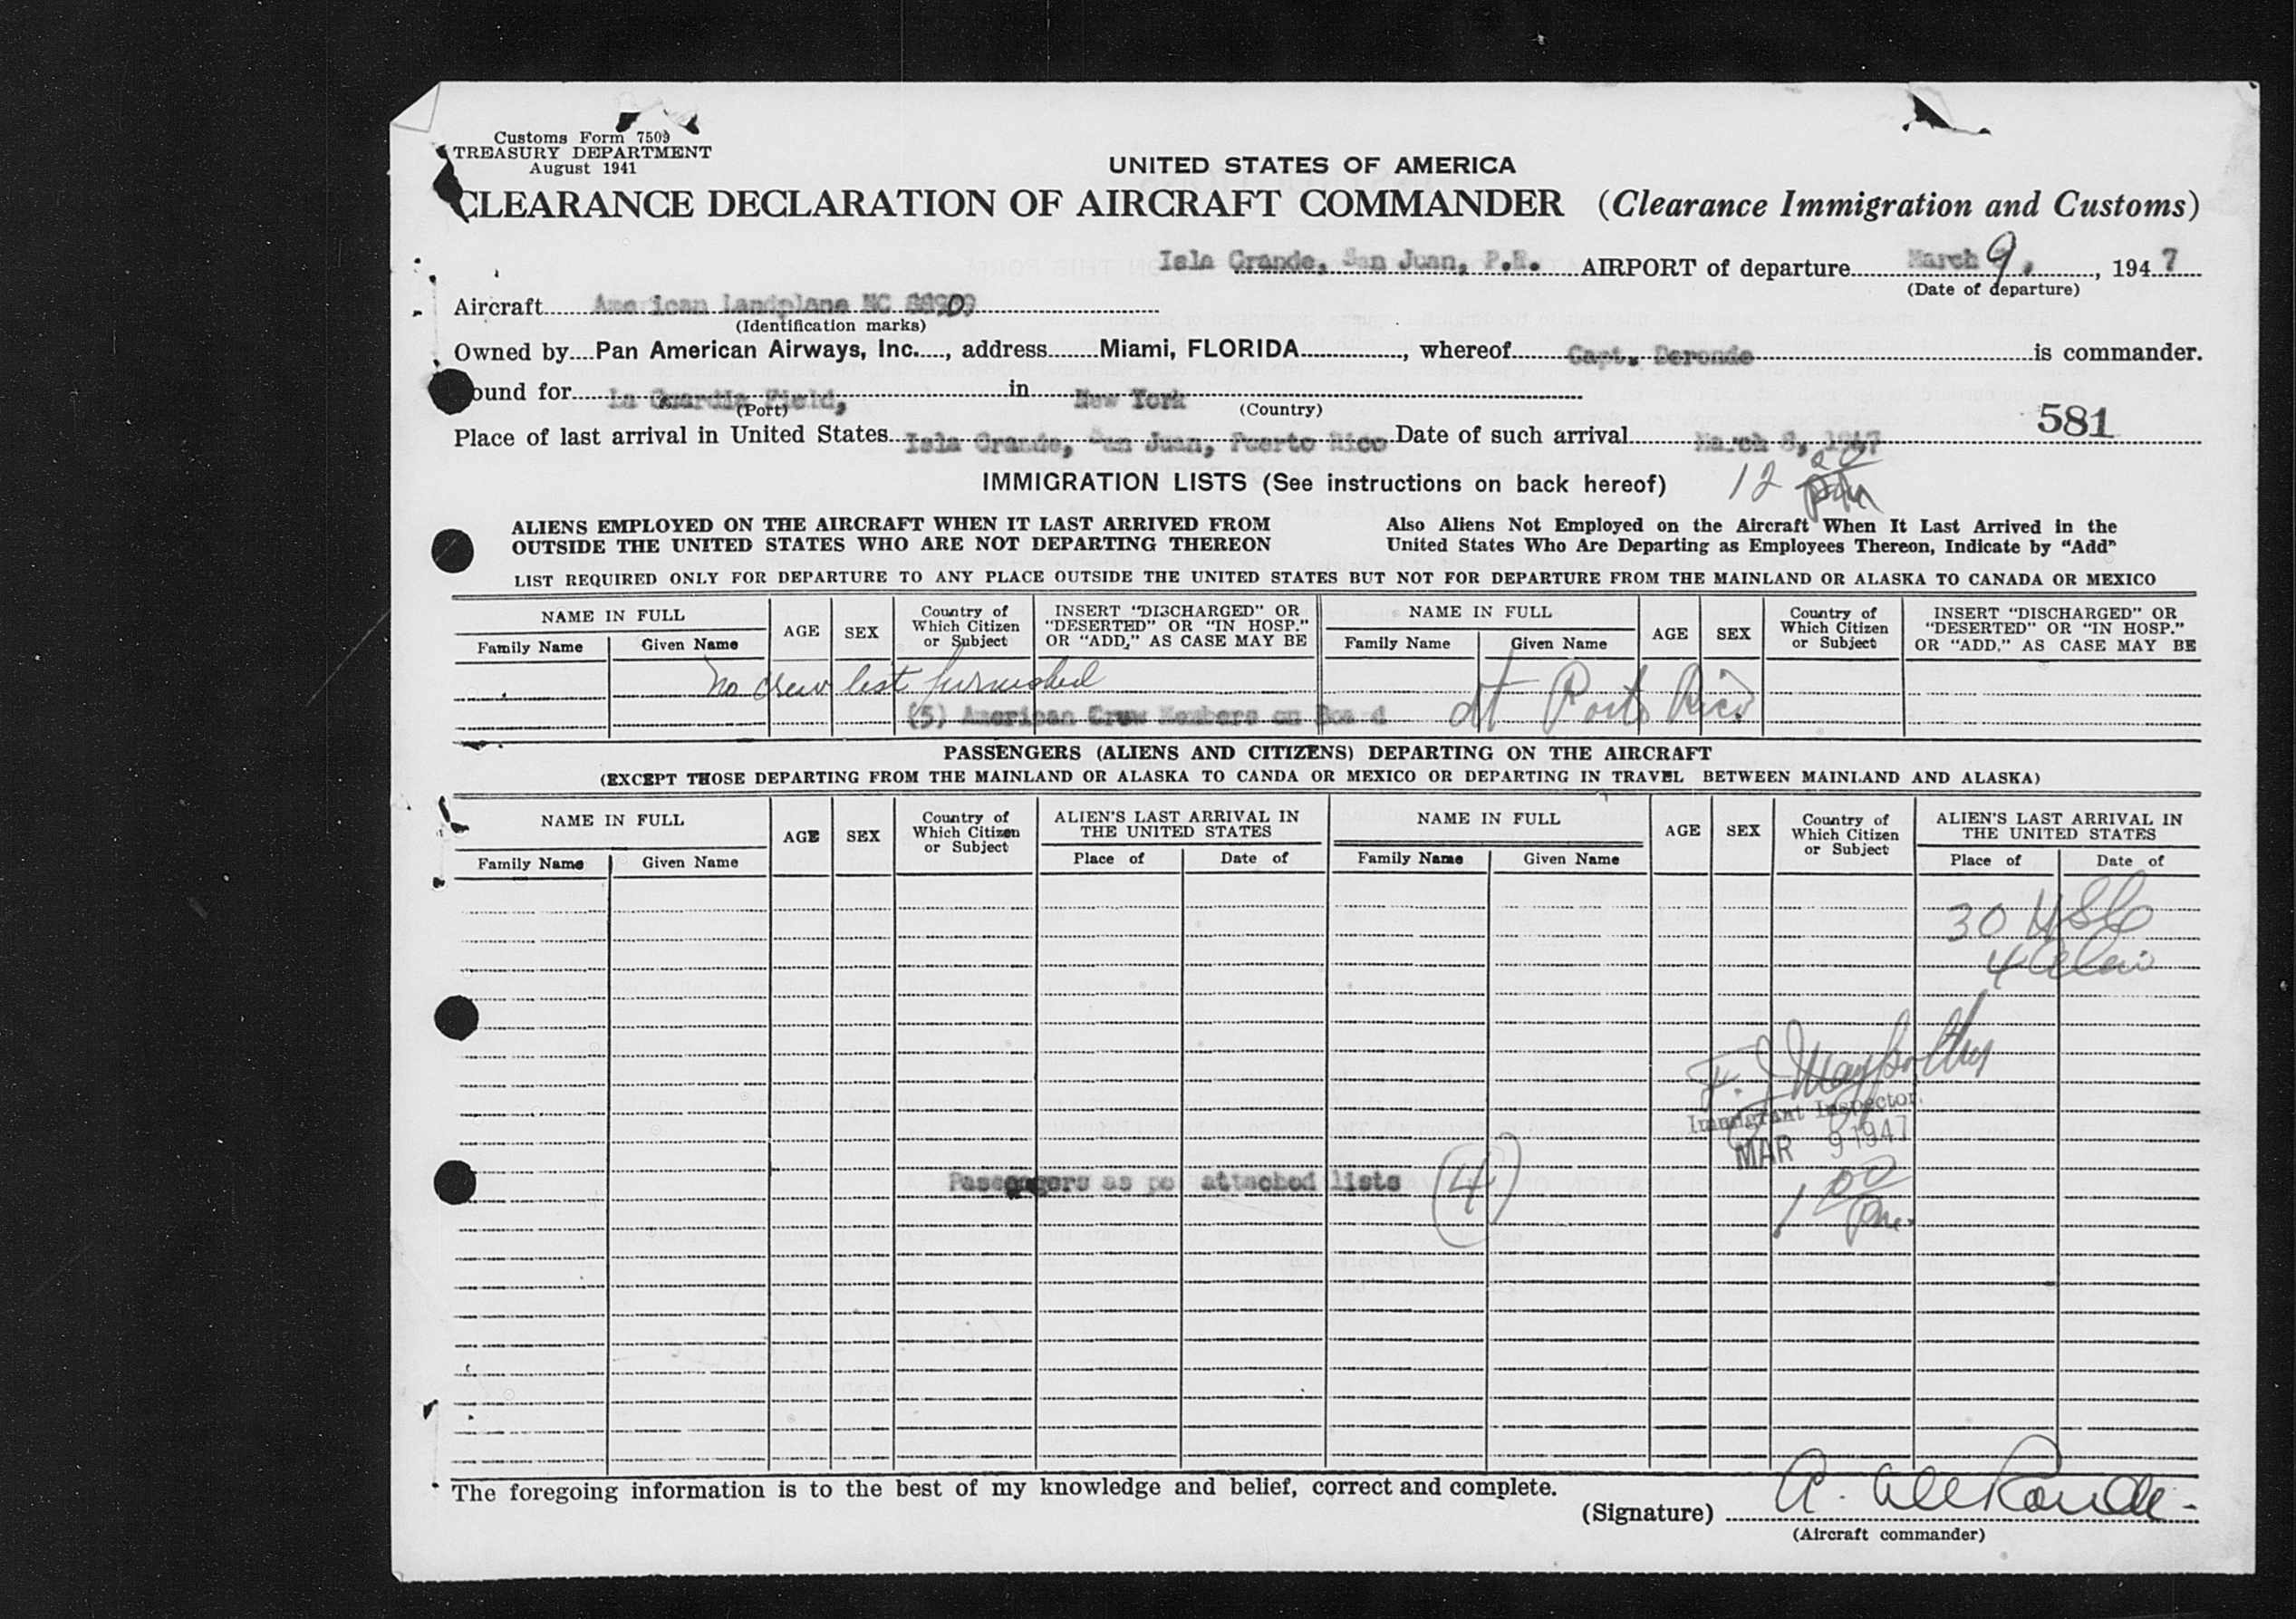 Customs Form 7509
TREASURY DEPARTMENT
August 1941
UNITED STATES OF AMERICA
CLEARANCE DECLARATION OF AIRCRAFT COMMANDER (Clearance Immigration and Customs)
Isla Grande, San Juan, P.R. AIRPORT of departure March 9, 1947
(Date of departure)
Aircraft American Landplane NC
(Identification marks)
Owned by Pan American Airways, Inc., address Miami, FLORIDA, whereof Capt. Deronde is commander.
ound for La Guardia Field, in New York
(Port) (Country)
581
Place of last arrival in United States Isla Grande, San Juan, Puerto Rico Date of such arrival March 8, 1947
IMMIGRATION LISTS (See instructions on back hereof) 12 20 pm
ALIENS EMPLOYED ON THE AIRCRAFT WHEN IT LAST ARRIVED FROM Also Aliens Not Employed on the Aircraft When It Last Arrived in the
OUTSIDE THE UNITED STATES WHO ARE NOT DEPARTING THEREON United States Who Are Departing as Employees Thereon, Indicate by "Add"
LIST REQUIRED ONLY FOR DEPARTURE TO ANY PLACE OUTSIDE THE UNITED STATES BUT NOT FOR DEPARTURE FROM THE MAINLAND OR ALASKA TO CANADA OR MEXICO
NAME IN FULL AGE SEX Country of Which Citizen or Subject INSERT "DISCHARGED" OR "DESERTED" OR "IN HOSP." OR "ADD," AS CASE MAY BE NAME IN FULL AGE SEX Country of Which Citizen or Subject INSERT "DISCHARGED" OR "DESERTED" OR "IN HOSP." OR "ADD," AS CASE MAY BE
Family Name Given Name Family Name Given Name
No crew list furnished at Porto Rico
(5) American Crew Members on Board
PASSENGERS (ALIENS AND CITIZENS) DEPARTING ON THE AIRCRAFT
(EXCEPT THOSE DEPARTING FROM THE MAINLAND OR ALASKA TO CANDA OR MEXICO OR DEPARTING IN TRAVEL BETWEEN MAINLAND AND ALASKA)
NAME IN FULL AGE SEX Country of Which Citizen or Subject ALIEN'S LAST ARRIVAL IN THE UNITED STATES NAME IN FULL AGE SEX Country of Which Citizen or Subject ALIEN'S LAST ARRIVAL IN THE UNITED STATES
Family Name Given Name Place of Date of Family Name Given Name Place of Date of
30 USC
4 Alien
Immigrant Inspector
MAR 9 1947
Passengers as pe attached lists (4)
1 00 pm.
The foregoing information is to the best of my knowledge and belief, correct and complete.
(Signature) A. deRonde
(Aircraft commander)